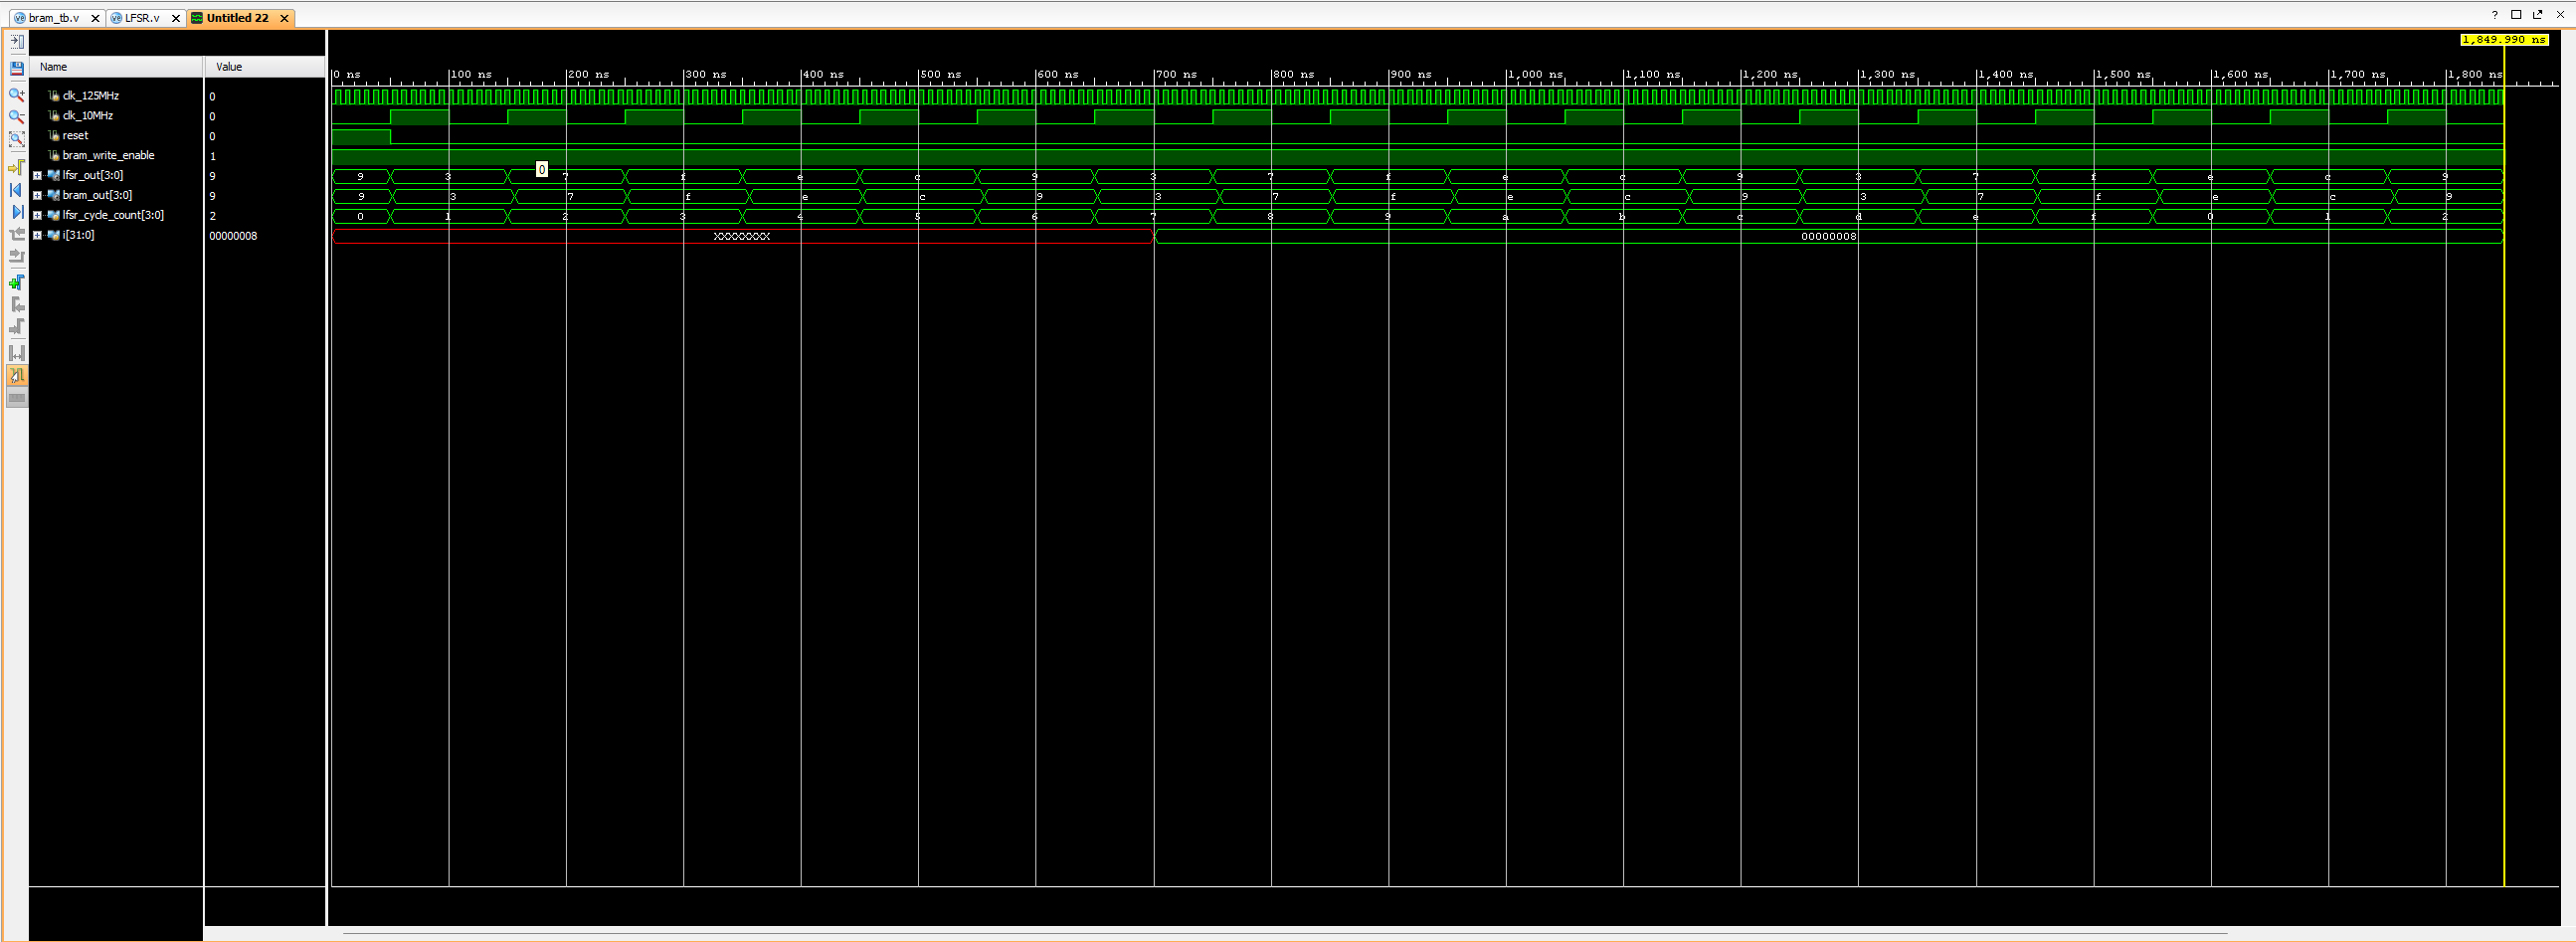 bram_tb.v LFSR.v Untitled 22 ?
1,849.990 ns
Name Value
0 ns 100 ns 200 ns 300 ns 400 ns 500 ns 600 ns 700 ns 800 ns 900 ns 1,000 ns 1,100 ns 1,200 ns 1,300 ns 1,400 ns 1,500 ns 1,600 ns 1,700 ns 1,800 ns
clk_125MHz 0
clk_10MHz 0
reset 0
bram_write_enable 1
0
lfsr_out[3:0] 9 9 3 7 f e c 9 3 7 f e c 9 3 7 f e c 9
bram_out[3:0] 9 9 3 7 f e c 9 3 7 f e c 9 3 7 f e c 9
lfsr_cycle_count[3:0] 2 0 1 2 3 4 5 6 7 8 9 a b c d e f 0 1 2
i[31:0] 00000008 XXXXXXXX 00000008